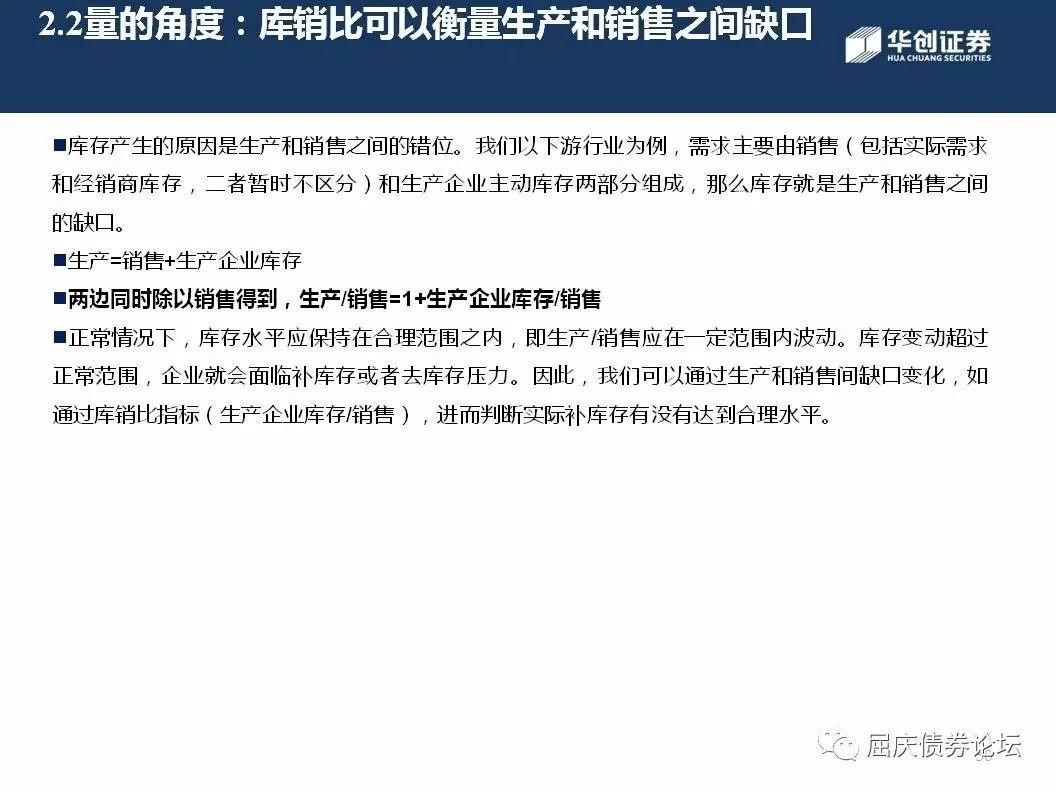 2.2量的角度：库销比可以衡量生产和销售之间缺口
华创证券
HUA CHUANG SECURITIES
■库存产生的原因是生产和销售之间的错位。我们以下游行业为例，需求主要由销售（包括实际需求
和经销商库存，二者暂时不区分）和生产企业主动库存两部分组成，那么库存就是生产和销售之间
的缺口。
■生产=销售+生产企业库存
■两边同时除以销售得到，生产/销售=1+生产企业库存/销售
■正常情况下，库存水平应保持在合理范围之内，即生产/销售应在一定范围内波动。库存变动超过
正常范围，企业就会面临补库存或者去库存压力。因此，我们可以通过生产和销售间缺口变化，如
通过库销比指标（生产企业库存/销售），进而判断实际补库存有没有达到合理水平。
屈庆债券论坛